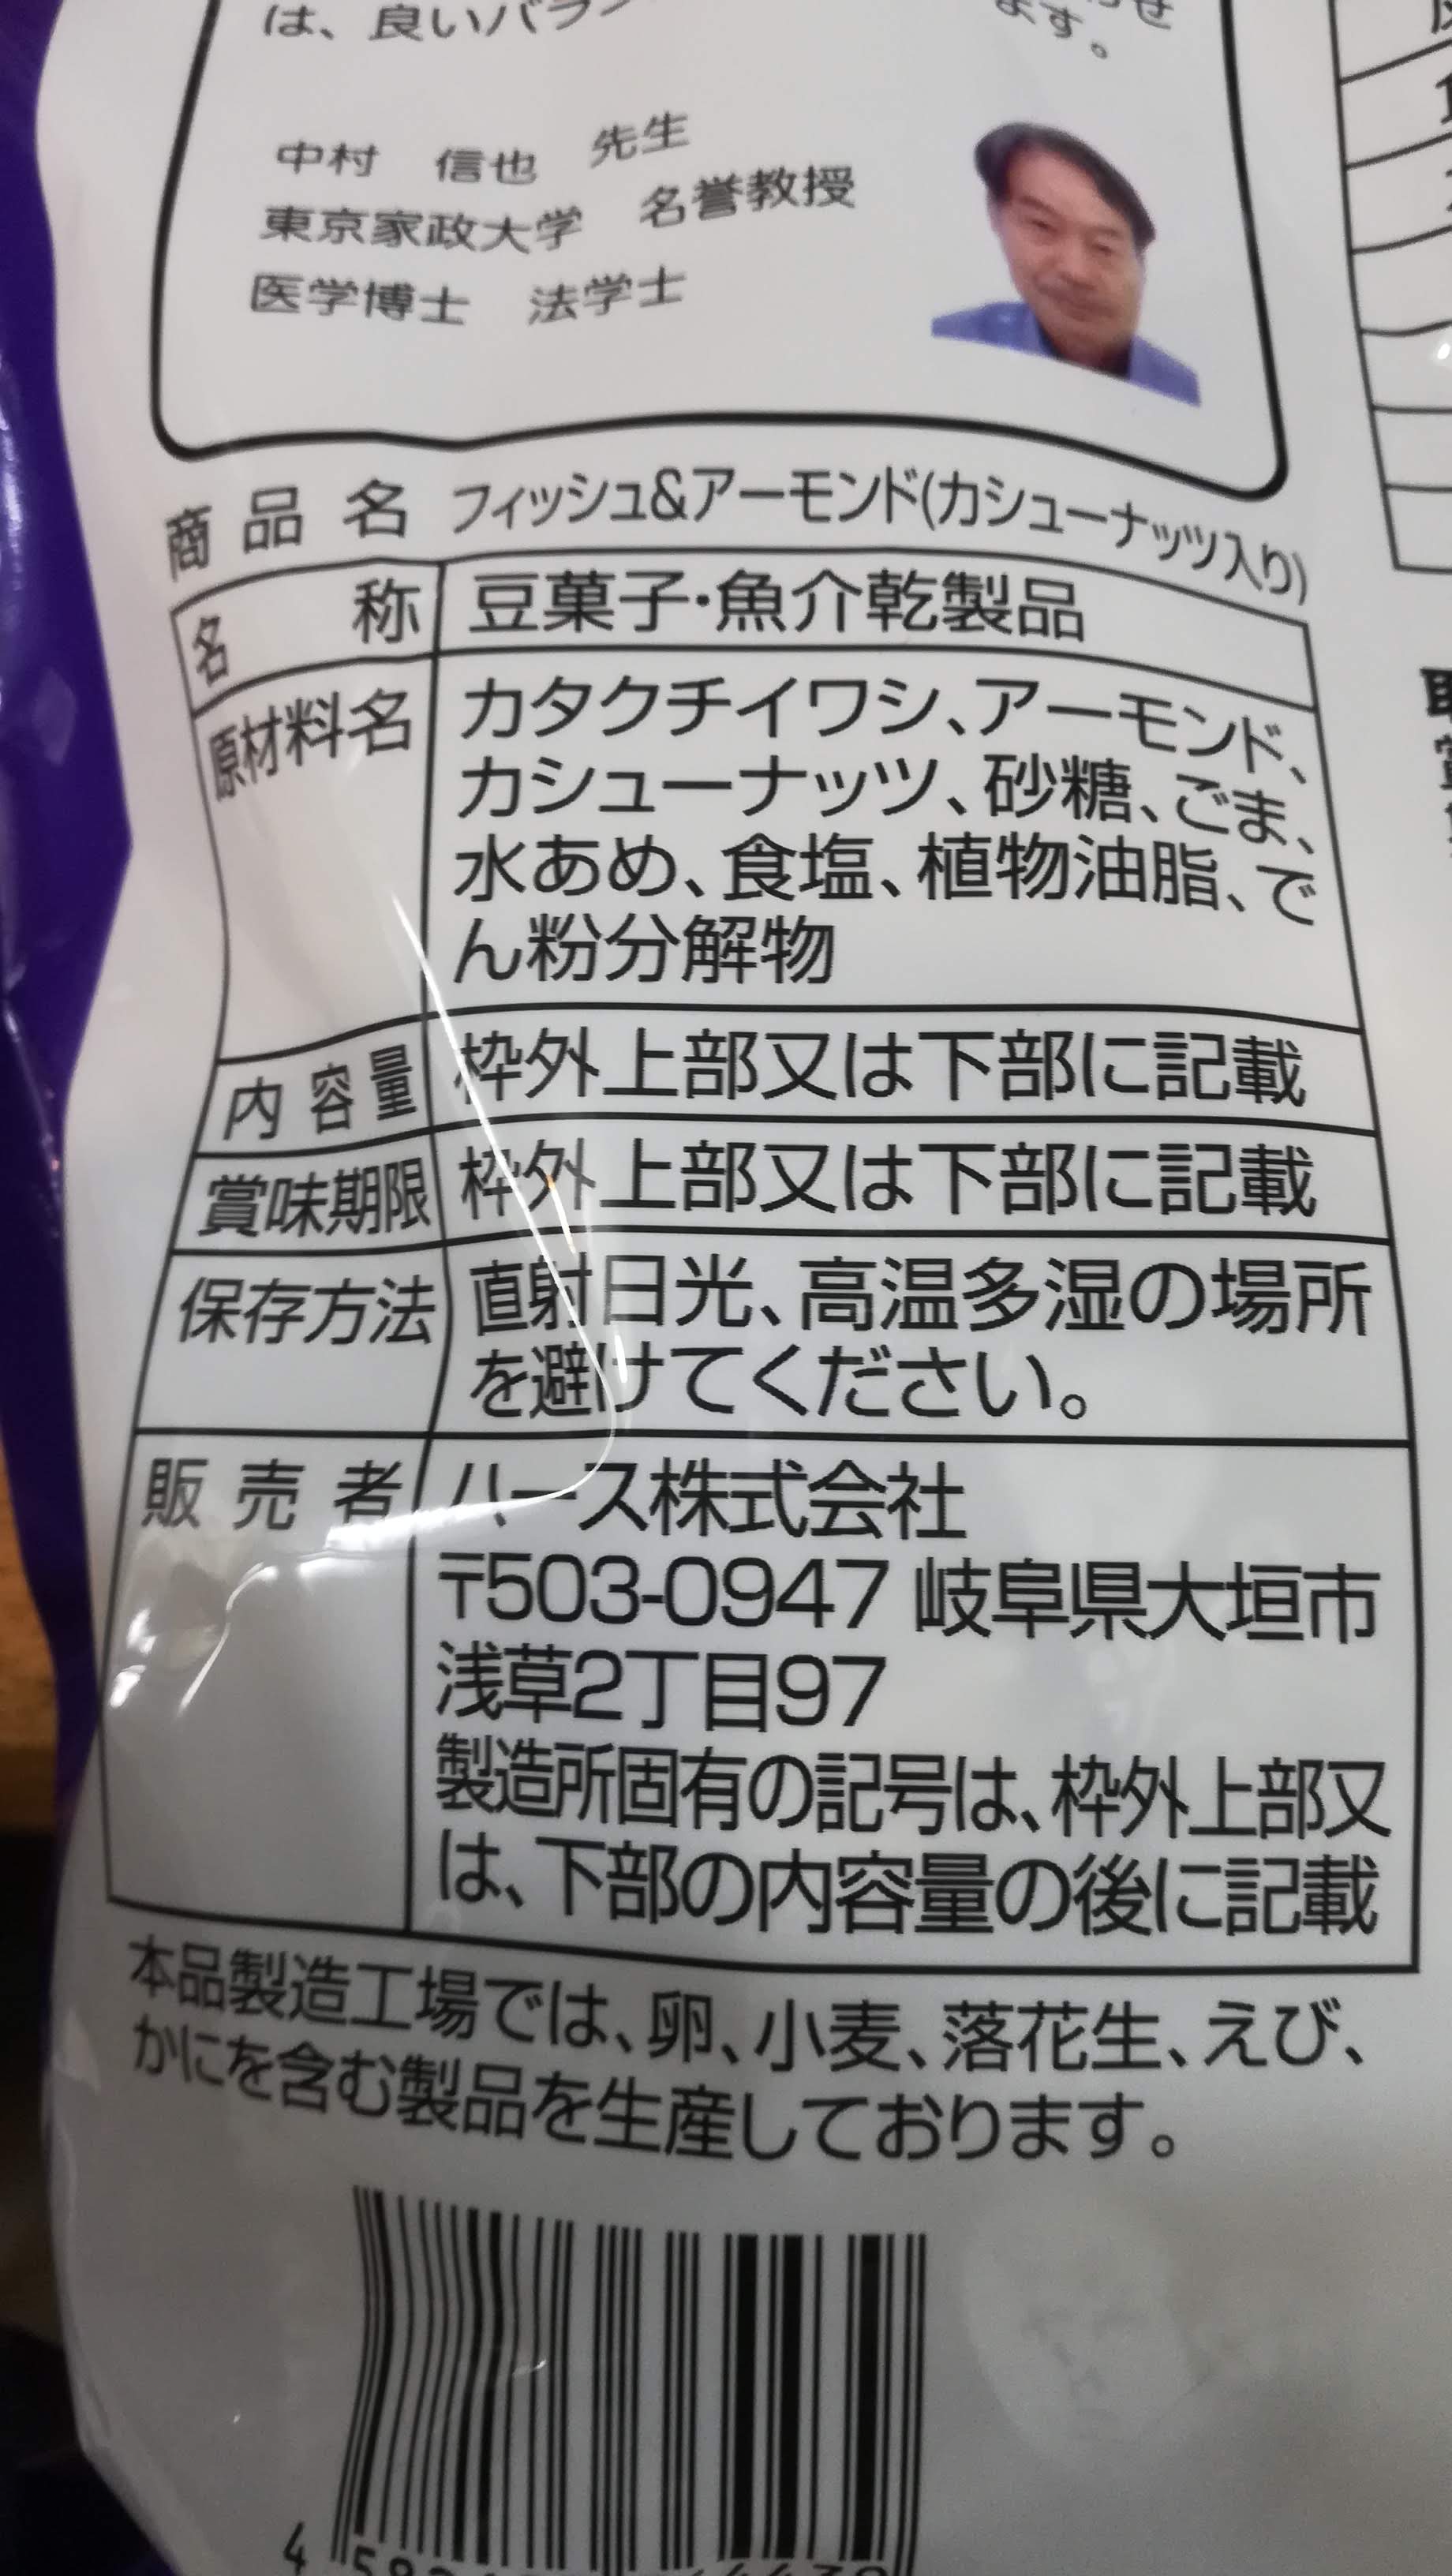 は、良いバラン
ます。
中村 信也 先生
東京家政大学 名誉教授
医学博士 法学士
商品名 フィッシュ&アーモンド(カシューナッツ入り)
名称 豆菓子・魚介乾製品
原材料名 カタクチイワシ、アーモンド、
カシューナッツ、砂糖、ごま、
水あめ、食塩、植物油脂、で
ん粉分解物
内容量 枠外上部又は下部に記載
賞味期限 枠外上部又は下部に記載
保存方法 直射日光、高温多湿の場所
を避けてください。
販売者 ハース株式会社
〒503-0947 岐阜県大垣市
浅草2丁目97
製造所固有の記号は、枠外上部又
は、下部の内容量の後に記載
本品製造工場では、卵、小麦、落花生、えび、
かにを含む製品を生産しております。